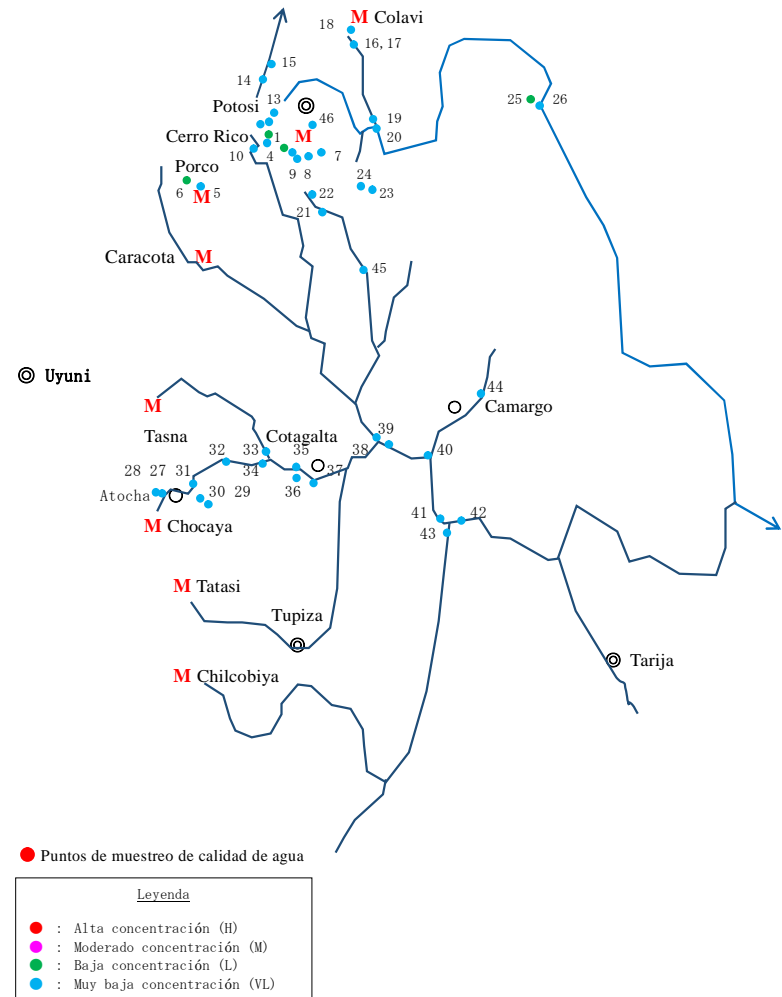 18 M Colavi
16,17
15
14
13
Potosi
19
46
25 26
Cerro Rico 1 M 20
10 4 9 8 7
Porco
24
6 5 23
M 22
21
Caracota M
45
Uyuni
44
M Camargo
Tasna Cotagalta 39
32 33 35 38 40
34 37
28 27 31 36
Atocha 30 29
41 42
M Chocaya 43
M Tatasi
Tupiza
Tarija
M Chilcobiya
Puntos de muestreo de calidad de agua
Leyenda
: Alta concentración (H)
: Moderado concentración (M)
: Baja concentración (L)
: Muy baja concentración (VL)